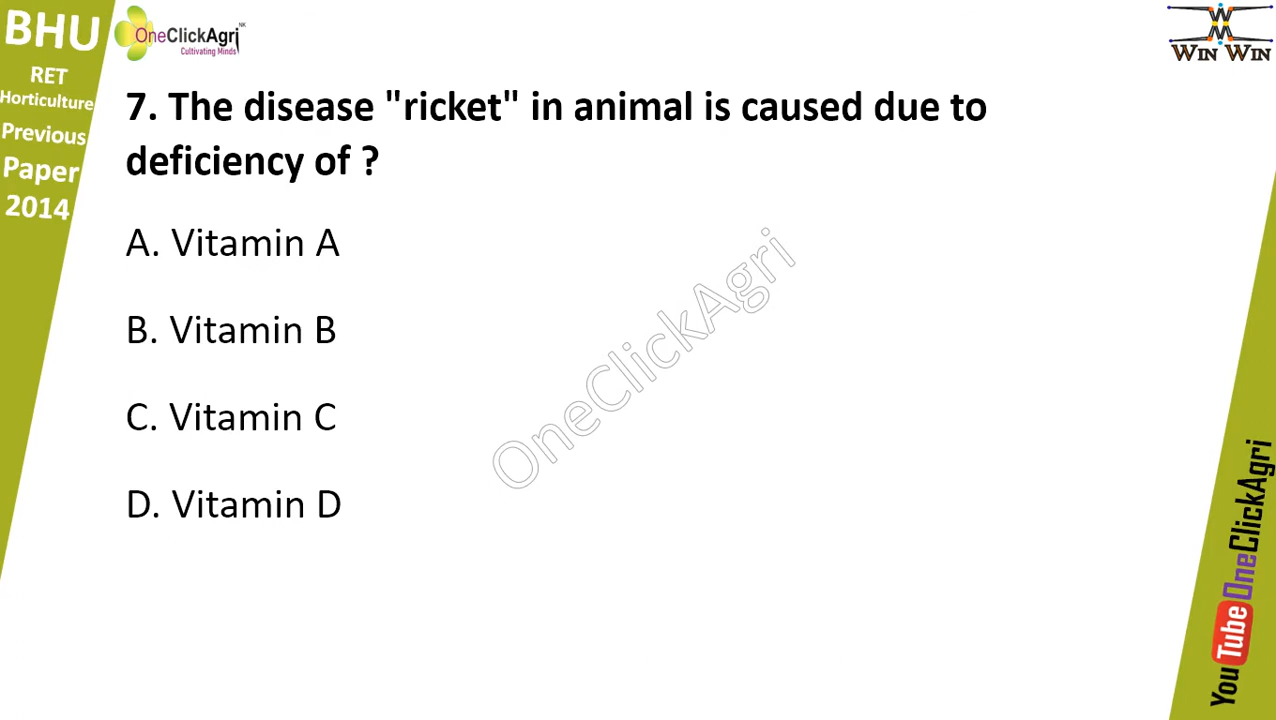 BHU
RET
Horticulture
Previous
Paper
2014
OneClickAgri NK
Cultivating Minds
WIN WIN
7. The disease "ricket" in animal is caused due to
deficiency of ?
A. Vitamin A
B. Vitamin B
C. Vitamin C
D. Vitamin D
OneClickAgri
YouTube OneClickAgri